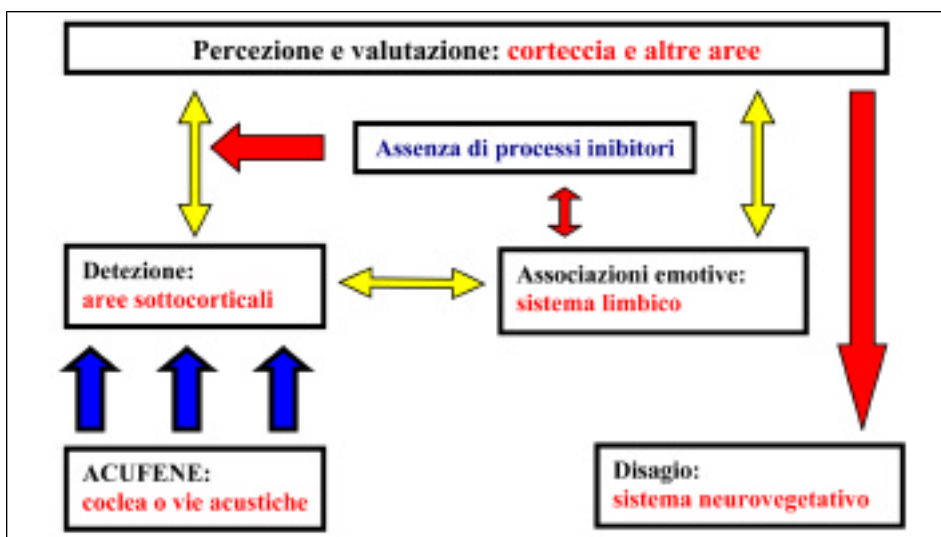 Percezione e valutazione: corteccia e altre aree
Assenza di processi inibitori
Detezione:
aree sottocorticali
Associazioni emotive:
sistema limbico
ACUFENE:
coclea o vie acustiche
Disagio:
sistema neurovegetativo